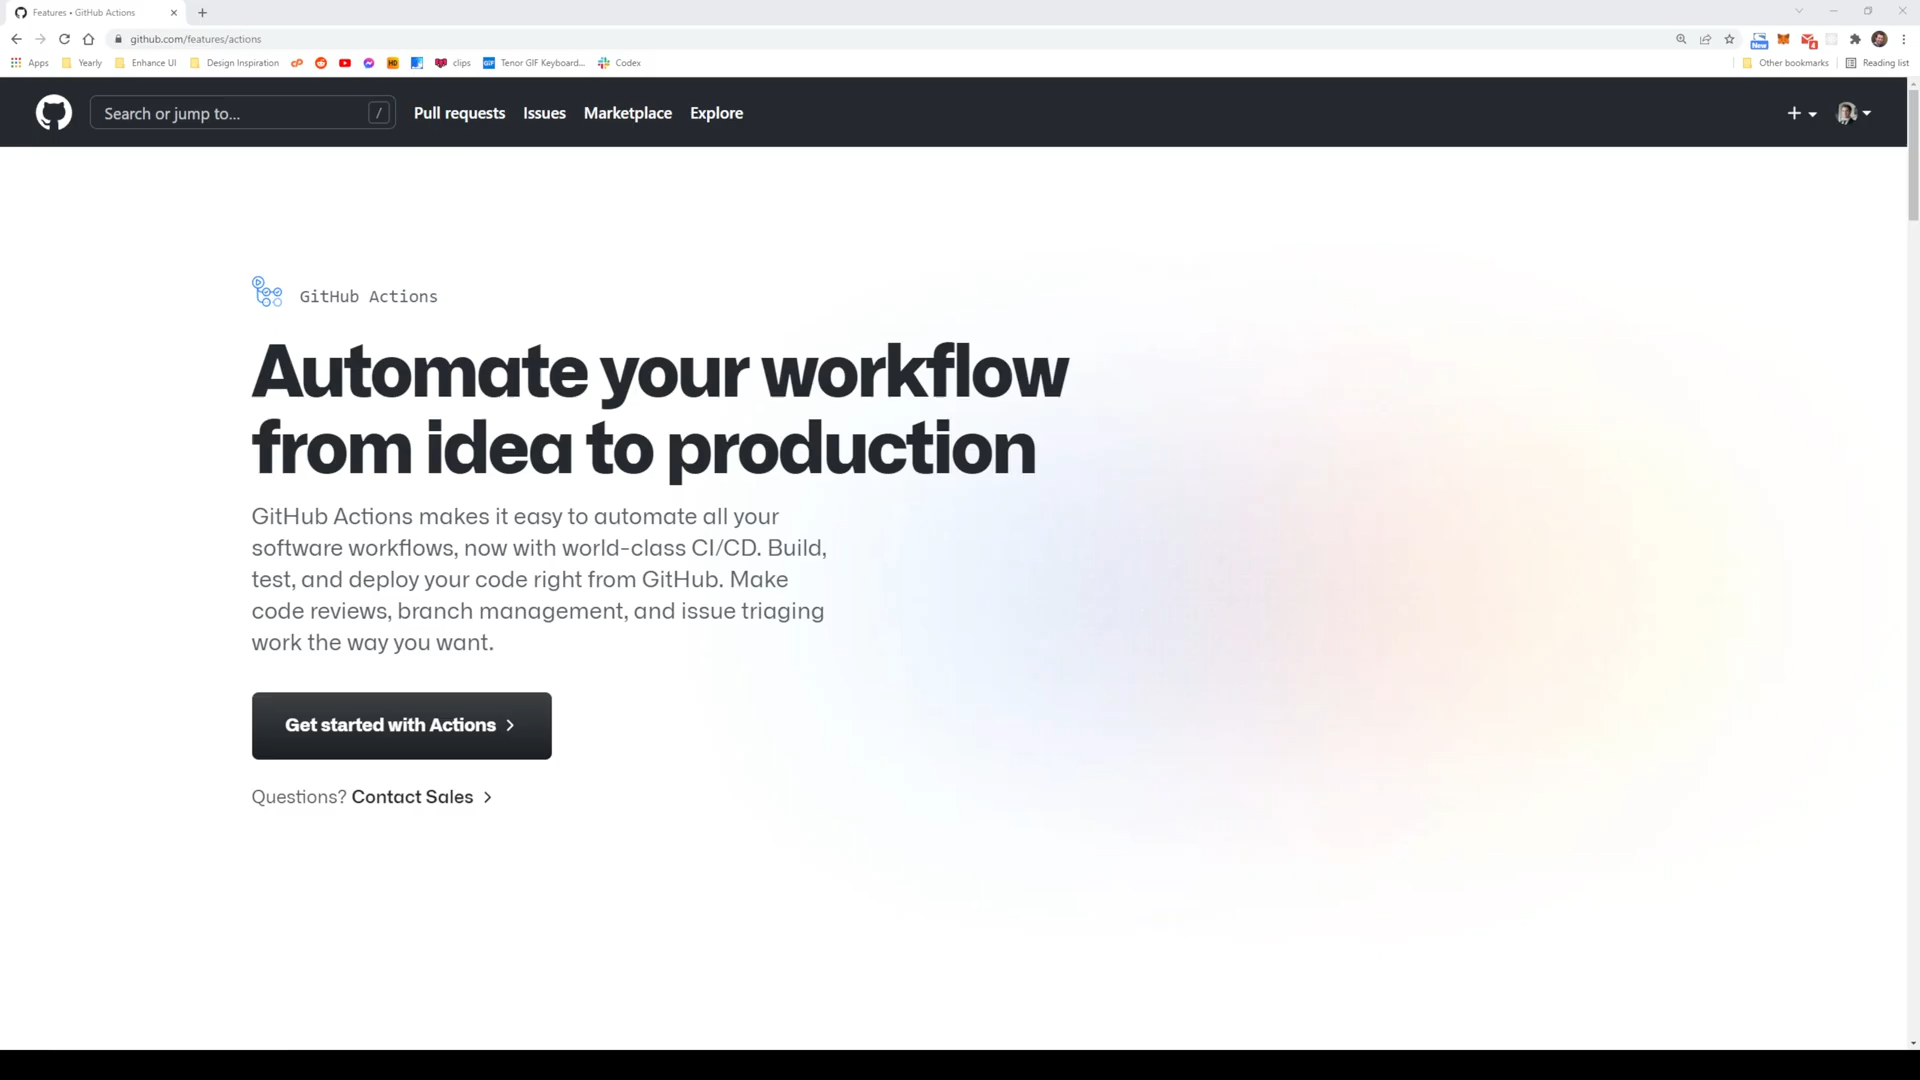 Features • GitHub Actions
github.com/features/actions
New
4
Apps
Yearly
Enhance UI
Design Inspiration
HD
clips
GIF
Tenor GIF Keyboard...
Codex
Other bookmarks
Reading list
Search or jump to...
/
Pull requests
Issues
Marketplace
Explore
GitHub Actions
Automate your workflow
from idea to production
GitHub Actions makes it easy to automate all your
software workflows, now with world-class CI/CD. Build,
test, and deploy your code right from GitHub. Make
code reviews, branch management, and issue triaging
work the way you want.
Get started with Actions
Questions? Contact Sales